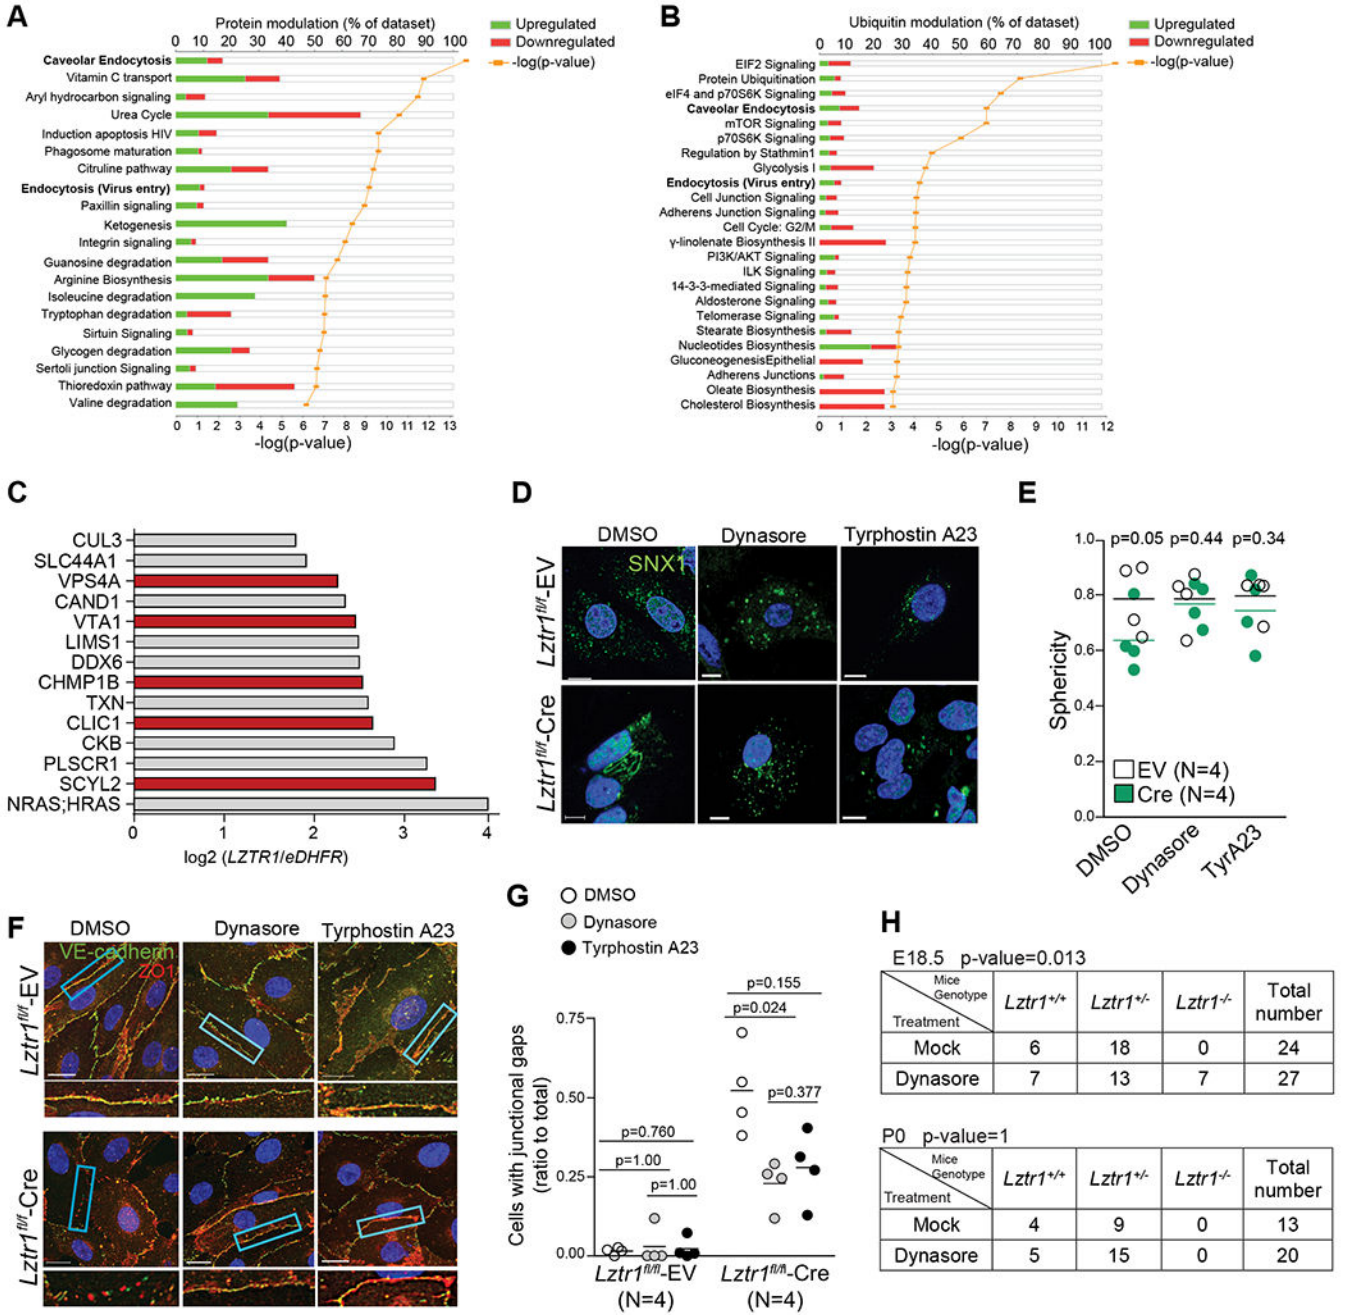 A
Protein modulation (% of dataset)
Upregulated
Downregulated
-log(p-value)
0 10 20 30 40 50 60 70 80 90 100
Caveolar Endocytosis
Vitamin C transport
Aryl hydrocarbon signaling
Urea Cycle
Induction apoptosis HIV
Phagosome maturation
Citruline pathway
Endocytosis (Virus entry)
Paxillin signaling
Ketogenesis
Integrin signaling
Guanosine degradation
Arginine Biosynthesis
Isoleucine degradation
Tryptophan degradation
Sirtuin Signaling
Glycogen degradation
Sertoli junction Signaling
Thioredoxin pathway
Valine degradation
0 1 2 3 4 5 6 7 8 9 10 11 12 13
-log(p-value)
B
Ubiquitin modulation (% of dataset)
Upregulated
Downregulated
-log(p-value)
0 10 20 30 40 50 60 70 80 90 100
EIF2 Signaling
Protein Ubiquitination
eIF4 and p70S6K Signaling
Caveolar Endocytosis
mTOR Signaling
p70S6K Signaling
Regulation by Stathmin1
Glycolysis I
Endocytosis (Virus entry)
Cell Junction Signaling
Adherens Junction Signaling
Cell Cycle: G2/M
γ-linolenate Biosynthesis II
PI3K/AKT Signaling
ILK Signaling
14-3-3-mediated Signaling
Aldosterone Signaling
Telomerase Signaling
Stearate Biosynthesis
Nucleotides Biosynthesis
GluconeogenesisEpithelial
Adherens Junctions
Oleate Biosynthesis
Cholesterol Biosynthesis
0 1 2 3 4 5 6 7 8 9 10 11 12
-log(p-value)
C
CUL3
SLC44A1
VPS4A
CAND1
VTA1
LIMS1
DDX6
CHMP1B
TXN
CLIC1
CKB
PLSCR1
SCYL2
NRAS;HRAS
0 1 2 3 4
log2 (LZTR1/eDHFR)
D
DMSO Dynasore Tyrphostin A23
SNX1
Lztr1fl/fl-EV
Lztr1fl/fl-Cre
E
p=0.05 p=0.44 p=0.34
Sphericity
1.0
0.8
0.6
0.4
0.2
0.0
EV (N=4)
Cre (N=4)
DMSO
Dynasore
TyrA23
F
DMSO Dynasore Tyrphostin A23
VE-cadherin
ZO1
Lztr1fl/fl-EV
Lztr1fl/fl-Cre
G
DMSO
Dynasore
Tyrphostin A23
Cells with junctional gaps
(ratio to total)
0.75
0.50
0.25
0.00
p=0.155
p=0.024
p=0.377
p=0.760
p=1.00
p=1.00
Lztr1fl/fl-EV Lztr1fl/fl-Cre
(N=4) (N=4)
H
E18.5 p-value=0.013
Mice
Genotype
Treatment
Lztr1+/+ Lztr1+/- Lztr1-/- Total
number
Mock 6 18 0 24
Dynasore 7 13 7 27
P0 p-value=1
Mice
Genotype
Treatment
Lztr1+/+ Lztr1+/- Lztr1-/- Total
number
Mock 4 9 0 13
Dynasore 5 15 0 20